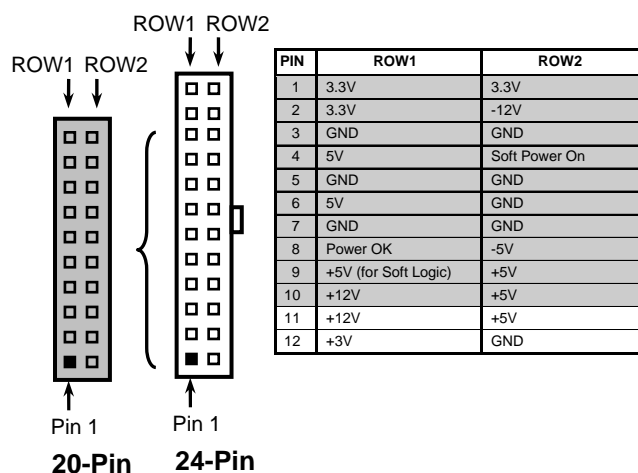 ROW1 ROW2
ROW1 ROW2
PIN ROW1 ROW2
1 3.3V 3.3V
2 3.3V -12V
3 GND GND
4 5V Soft Power On
5 GND GND
6 5V GND
7 GND GND
8 Power OK -5V
9 +5V (for Soft Logic) +5V
10 +12V +5V
11 +12V +5V
12 +3V GND
Pin 1
Pin 1
20-Pin
24-Pin